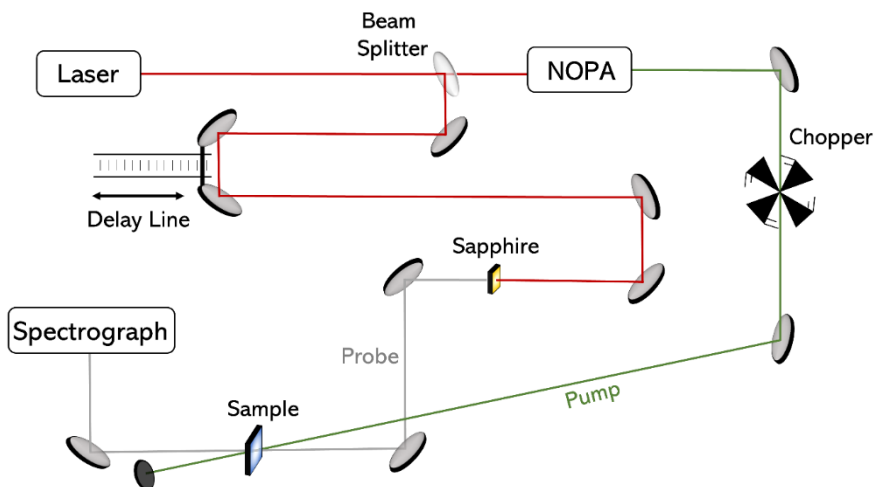 Beam
Splitter
Laser
NOPA
Chopper
Delay Line
Sapphire
Spectrograph
Probe
Pump
Sample